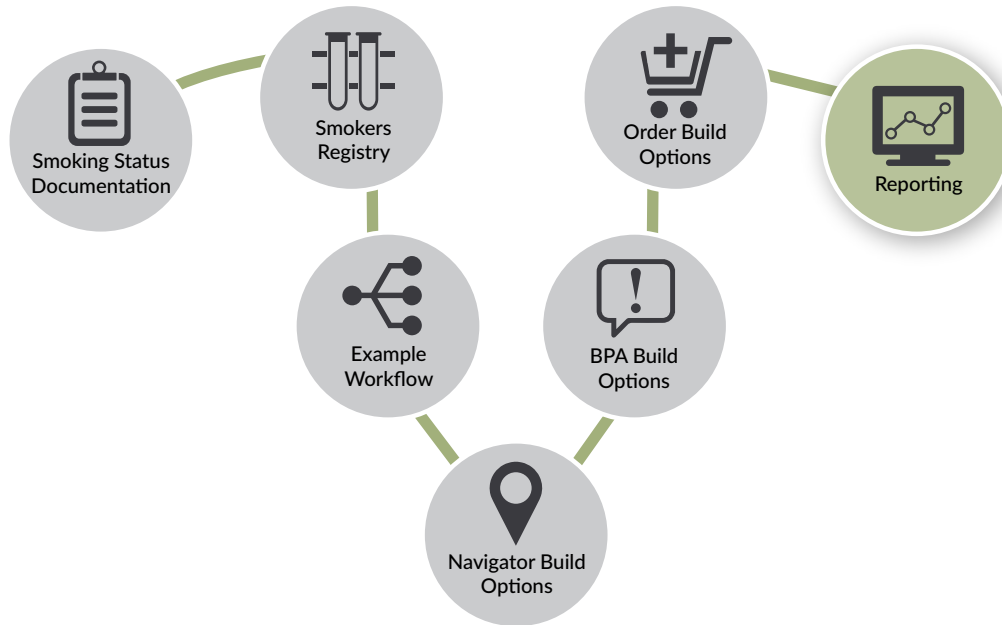 Smoking Status
Documentation
Smokers
Registry
Example
Workflow
Navigator Build
Options
BPA Build
Options
Order Build
Options
Reporting